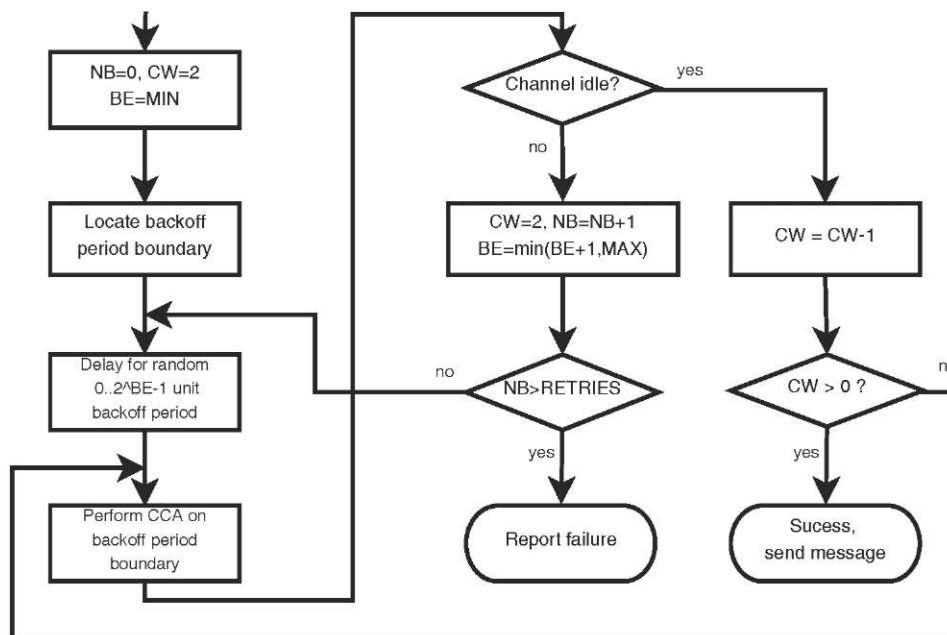 NB=0, CW=2
BE=MIN
Locate backoff
period boundary
Delay for random
0..2^BE-1 unit
backoff period
Perform CCA on
backoff period
boundary
Channel idle?
yes
no
CW=2, NB=NB+1
BE=min(BE+1,MAX)
no
NB>RETRIES
yes
Report failure
CW = CW-1
CW > 0 ?
n
yes
Sucess,
send message